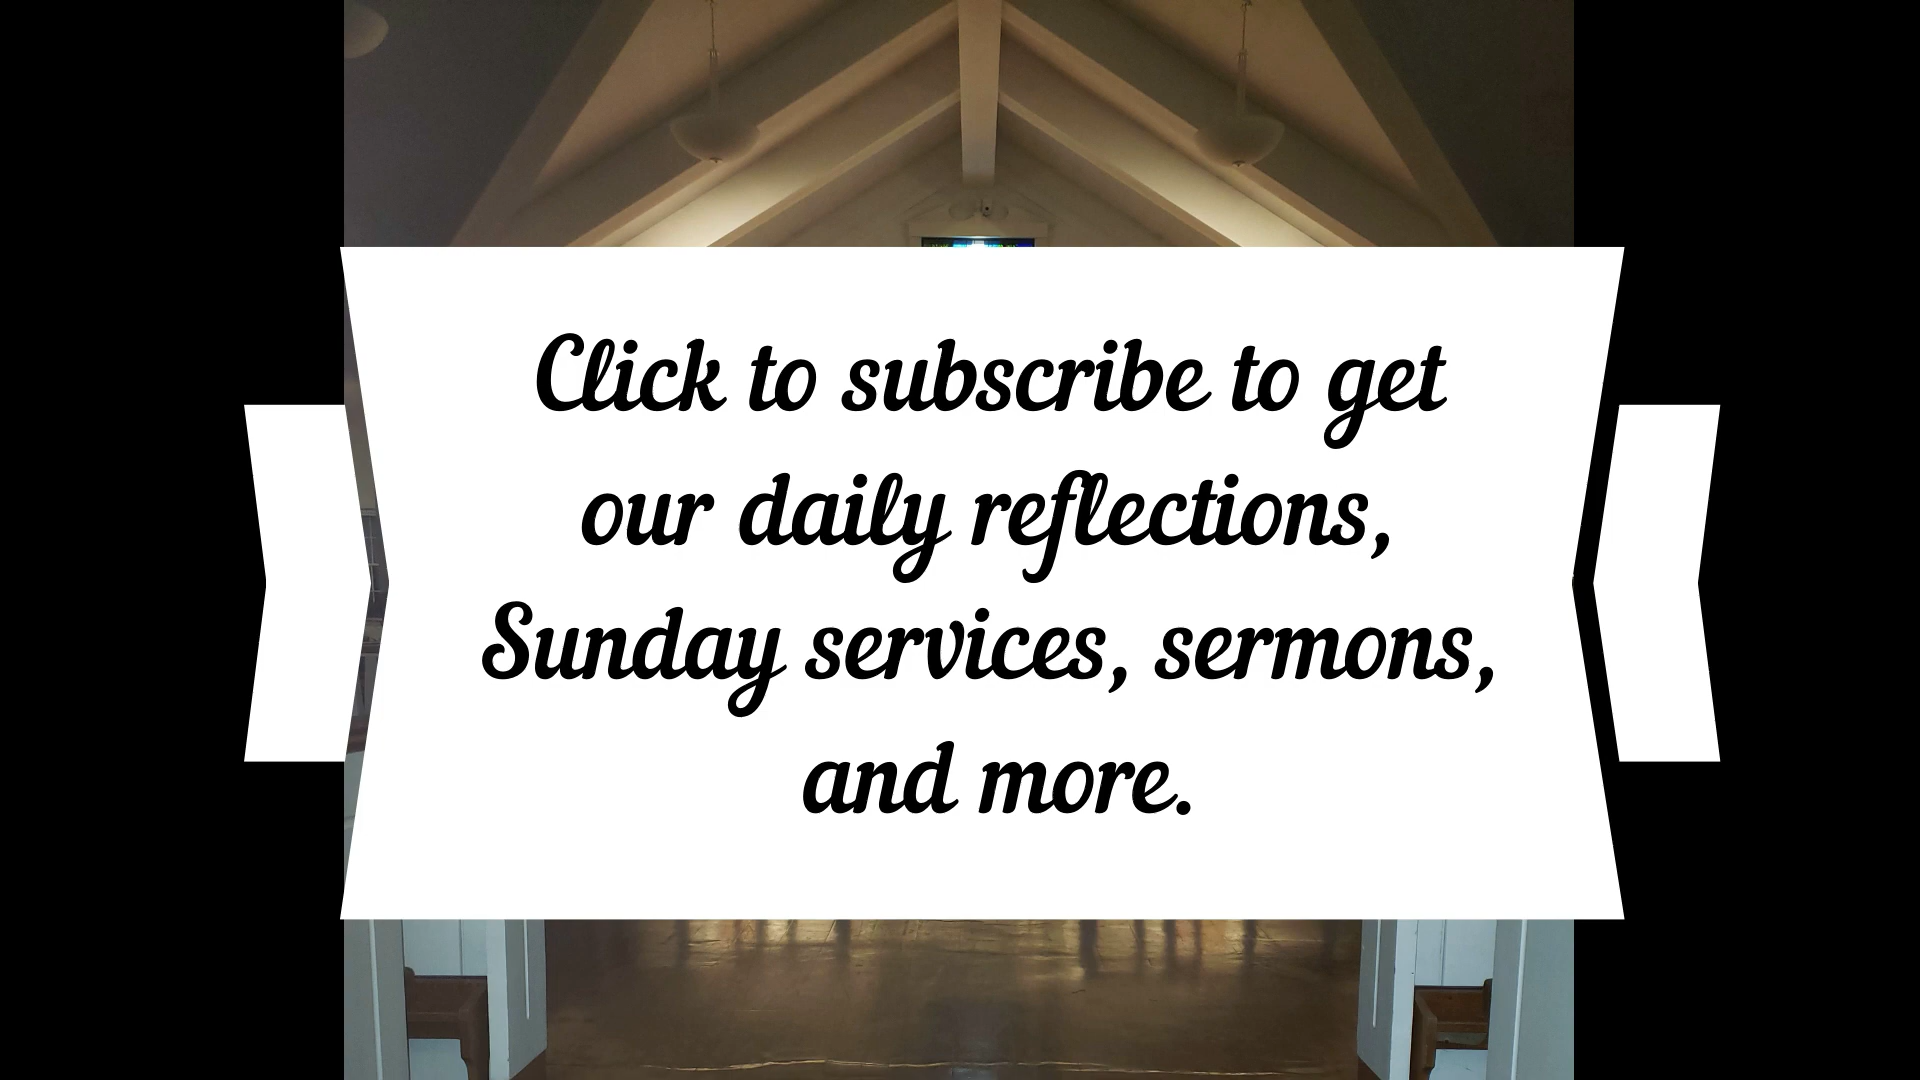 Click to subscribe to get
our daily reflections,
Sunday services, sermons,
and more.